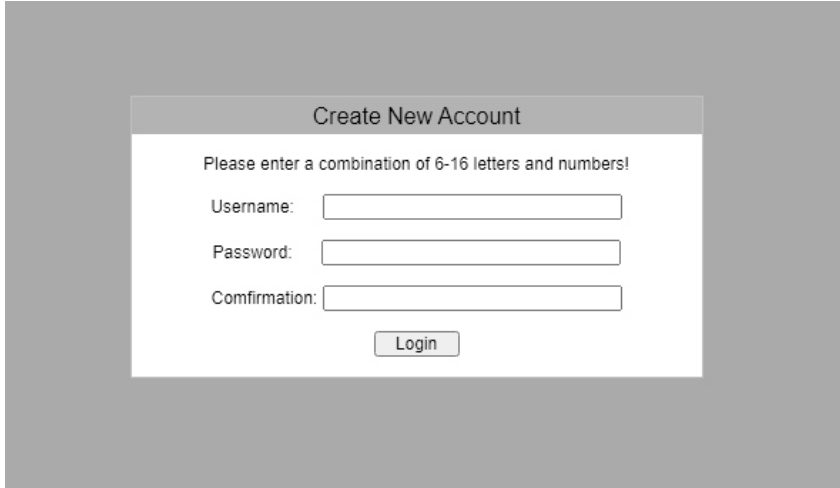 Create New Account
Please enter a combination of 6-16 letters and numbers!
Username:
Password:
Comfirmation:
Login